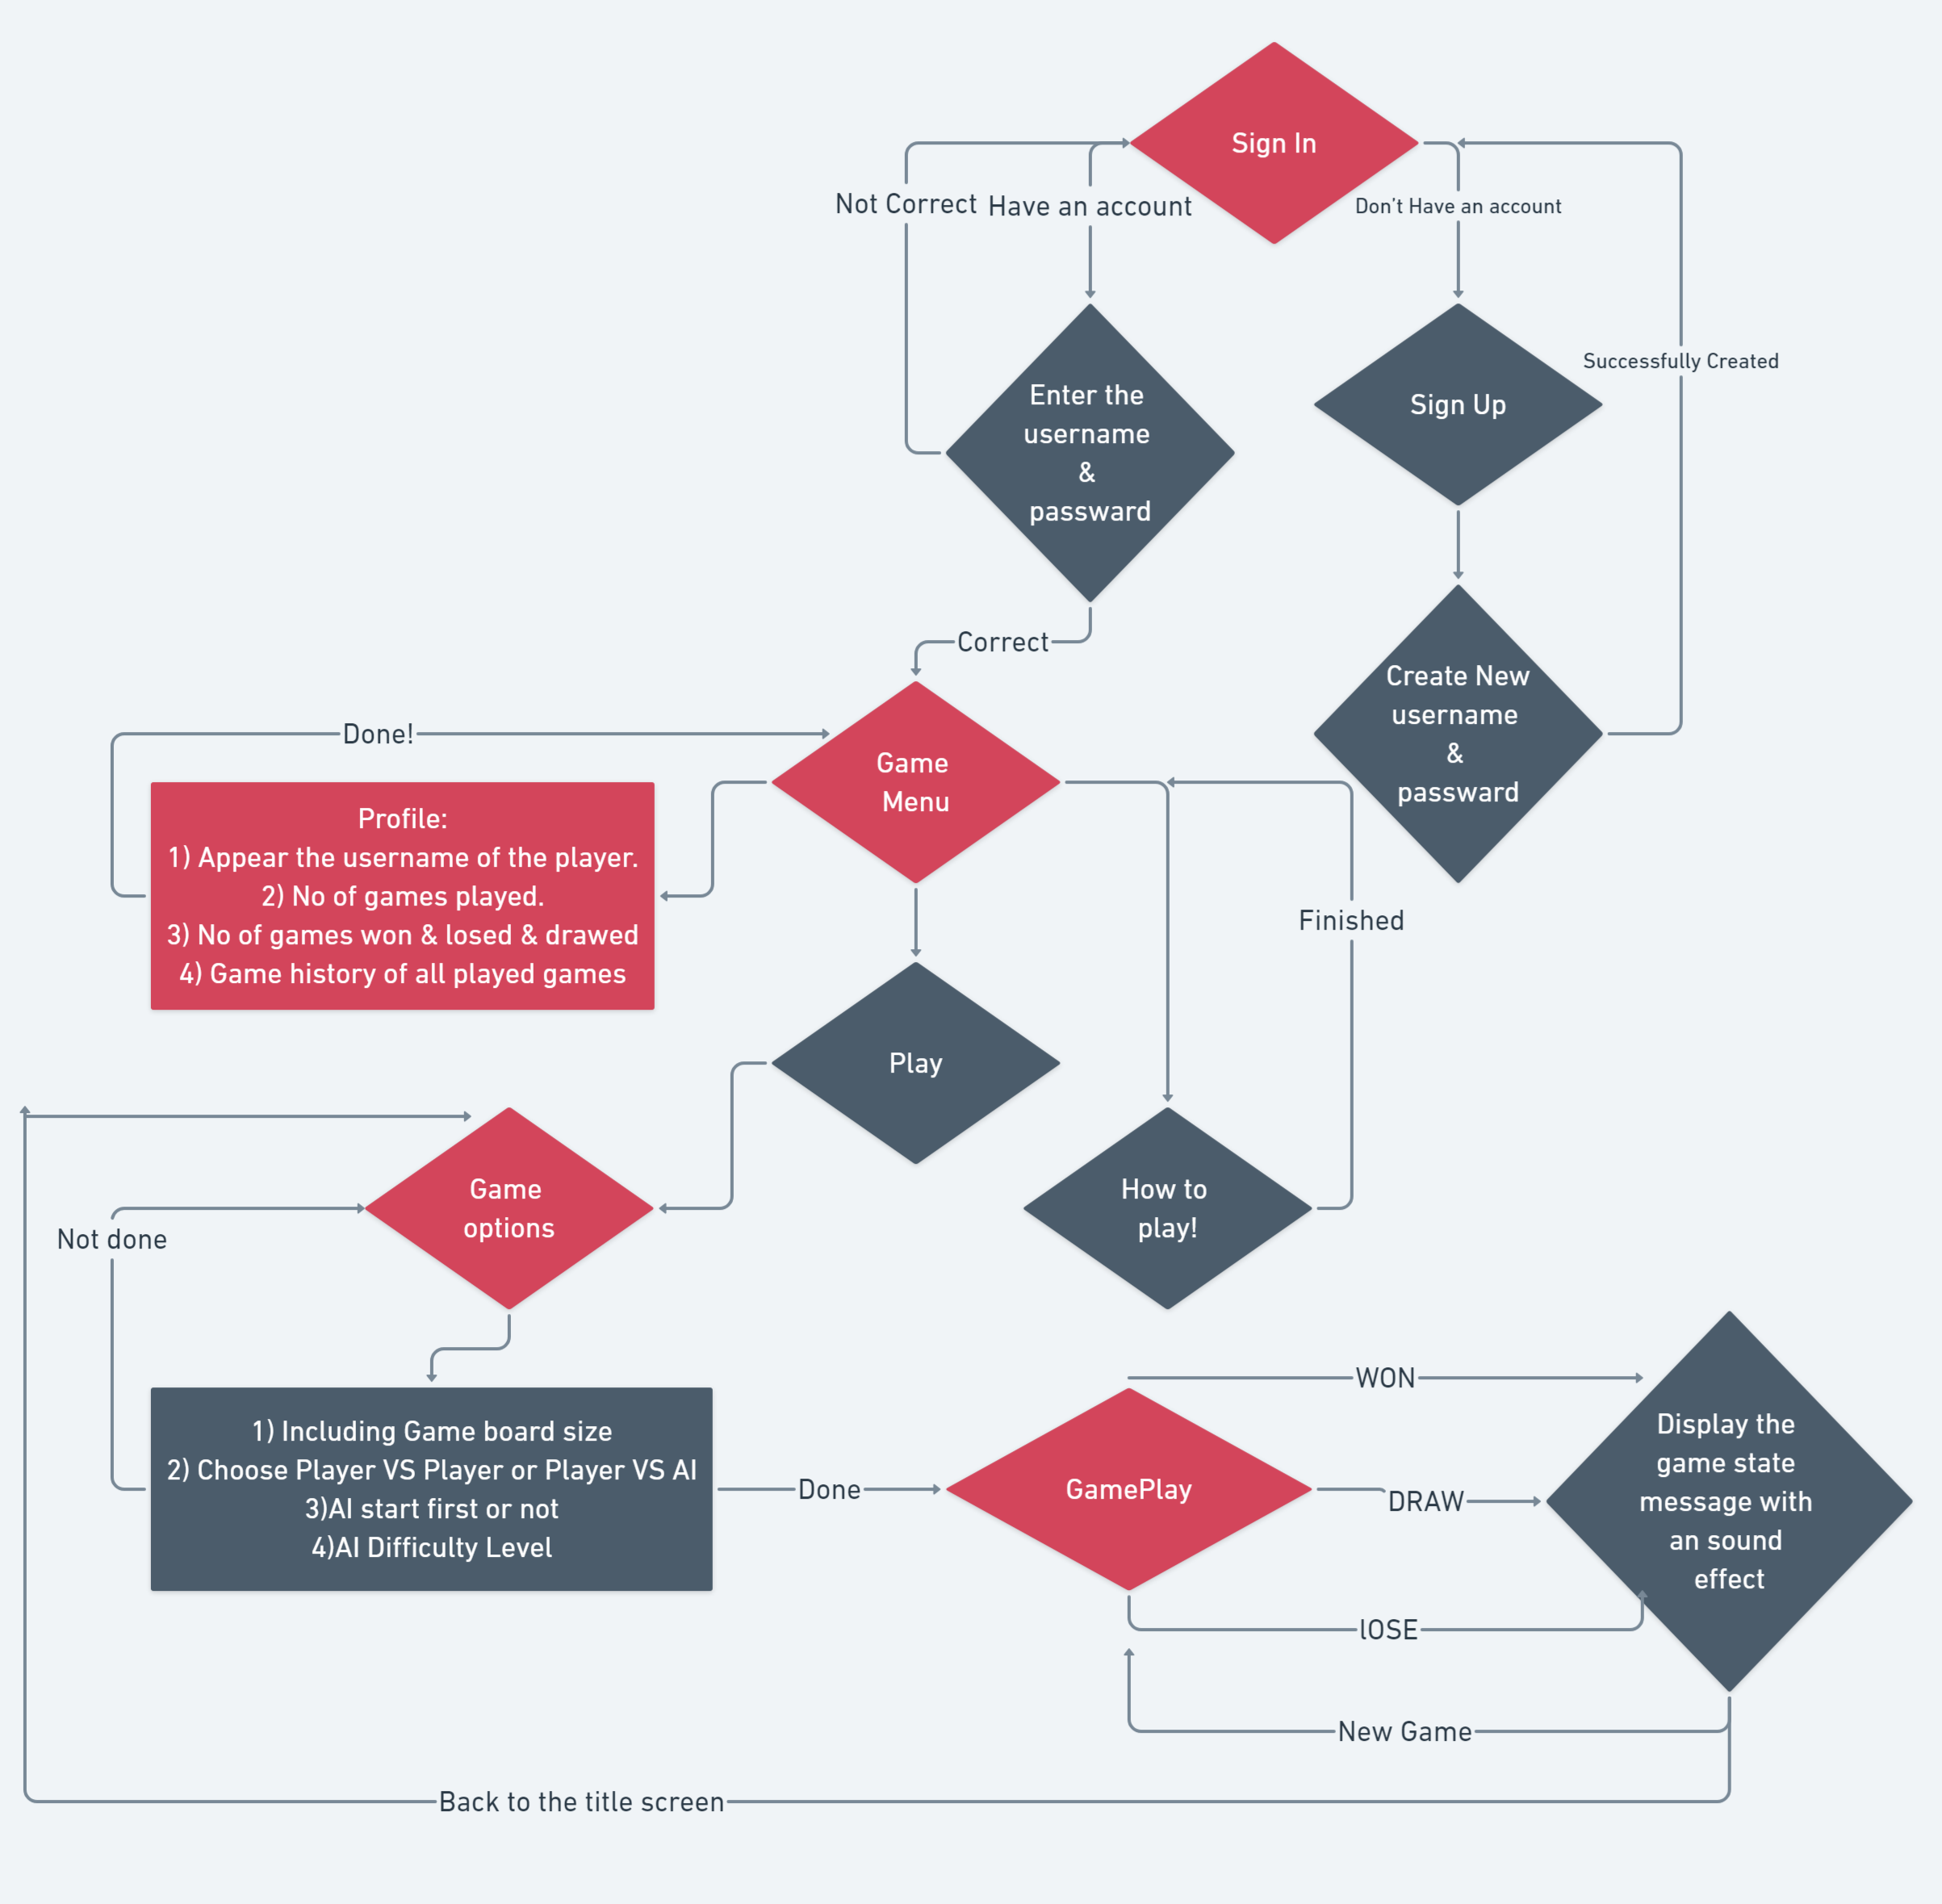 Sign In
Not Correct
Have an account
Don't Have an account
Successfully Created
Enter the
username
&
passward
Sign Up
Correct
Create New
username
&
passward
Done!
Game
Menu
Profile:
1) Appear the username of the player.
2) No of games played.
3) No of games won & losed & drawed
4) Game history of all played games
Finished
Play
Game
options
How to
play!
Not done
1) Including Game board size
2) Choose Player VS Player or Player VS AI
3)AI start first or not
4)AI Difficulty Level
Done
GamePlay
WON
DRAW
lOSE
Display the
game state
message with
an sound
effect
New Game
Back to the title screen